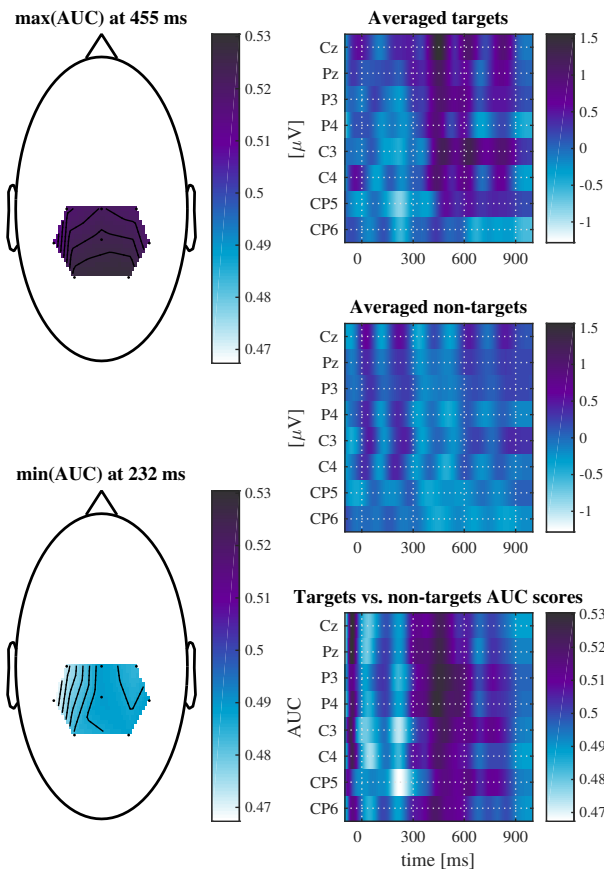 max(AUC) at 455 ms
0.53
0.52
0.51
0.5
0.49
0.48
0.47
Averaged targets
[μV]
Cz
Pz
P3
P4
C3
C4
CP5
CP6
0
300
600
900
1.5
1
0.5
0
-0.5
-1
Averaged non-targets
[μV]
Cz
Pz
P3
P4
C3
C4
CP5
CP6
0
300
600
900
1.5
1
0.5
0
-0.5
-1
min(AUC) at 232 ms
0.53
0.52
0.51
0.5
0.49
0.48
0.47
Targets vs. non-targets AUC scores
AUC
Cz
Pz
P3
P4
C3
C4
CP5
CP6
0
300
600
900
time [ms]
0.53
0.52
0.51
0.5
0.49
0.48
0.47